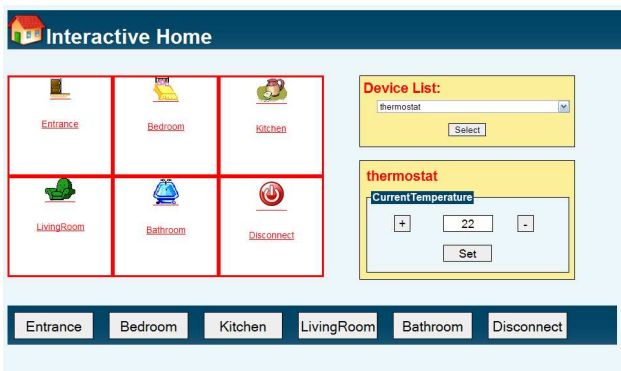 Interactive Home
Entrance
Bedroom
Kitchen
LivingRoom
Bathroom
Disconnect
Device List:
thermostat
Select
thermostat
CurrentTemperature
+ 22 -
Set
Entrance Bedroom Kitchen LivingRoom Bathroom Disconnect